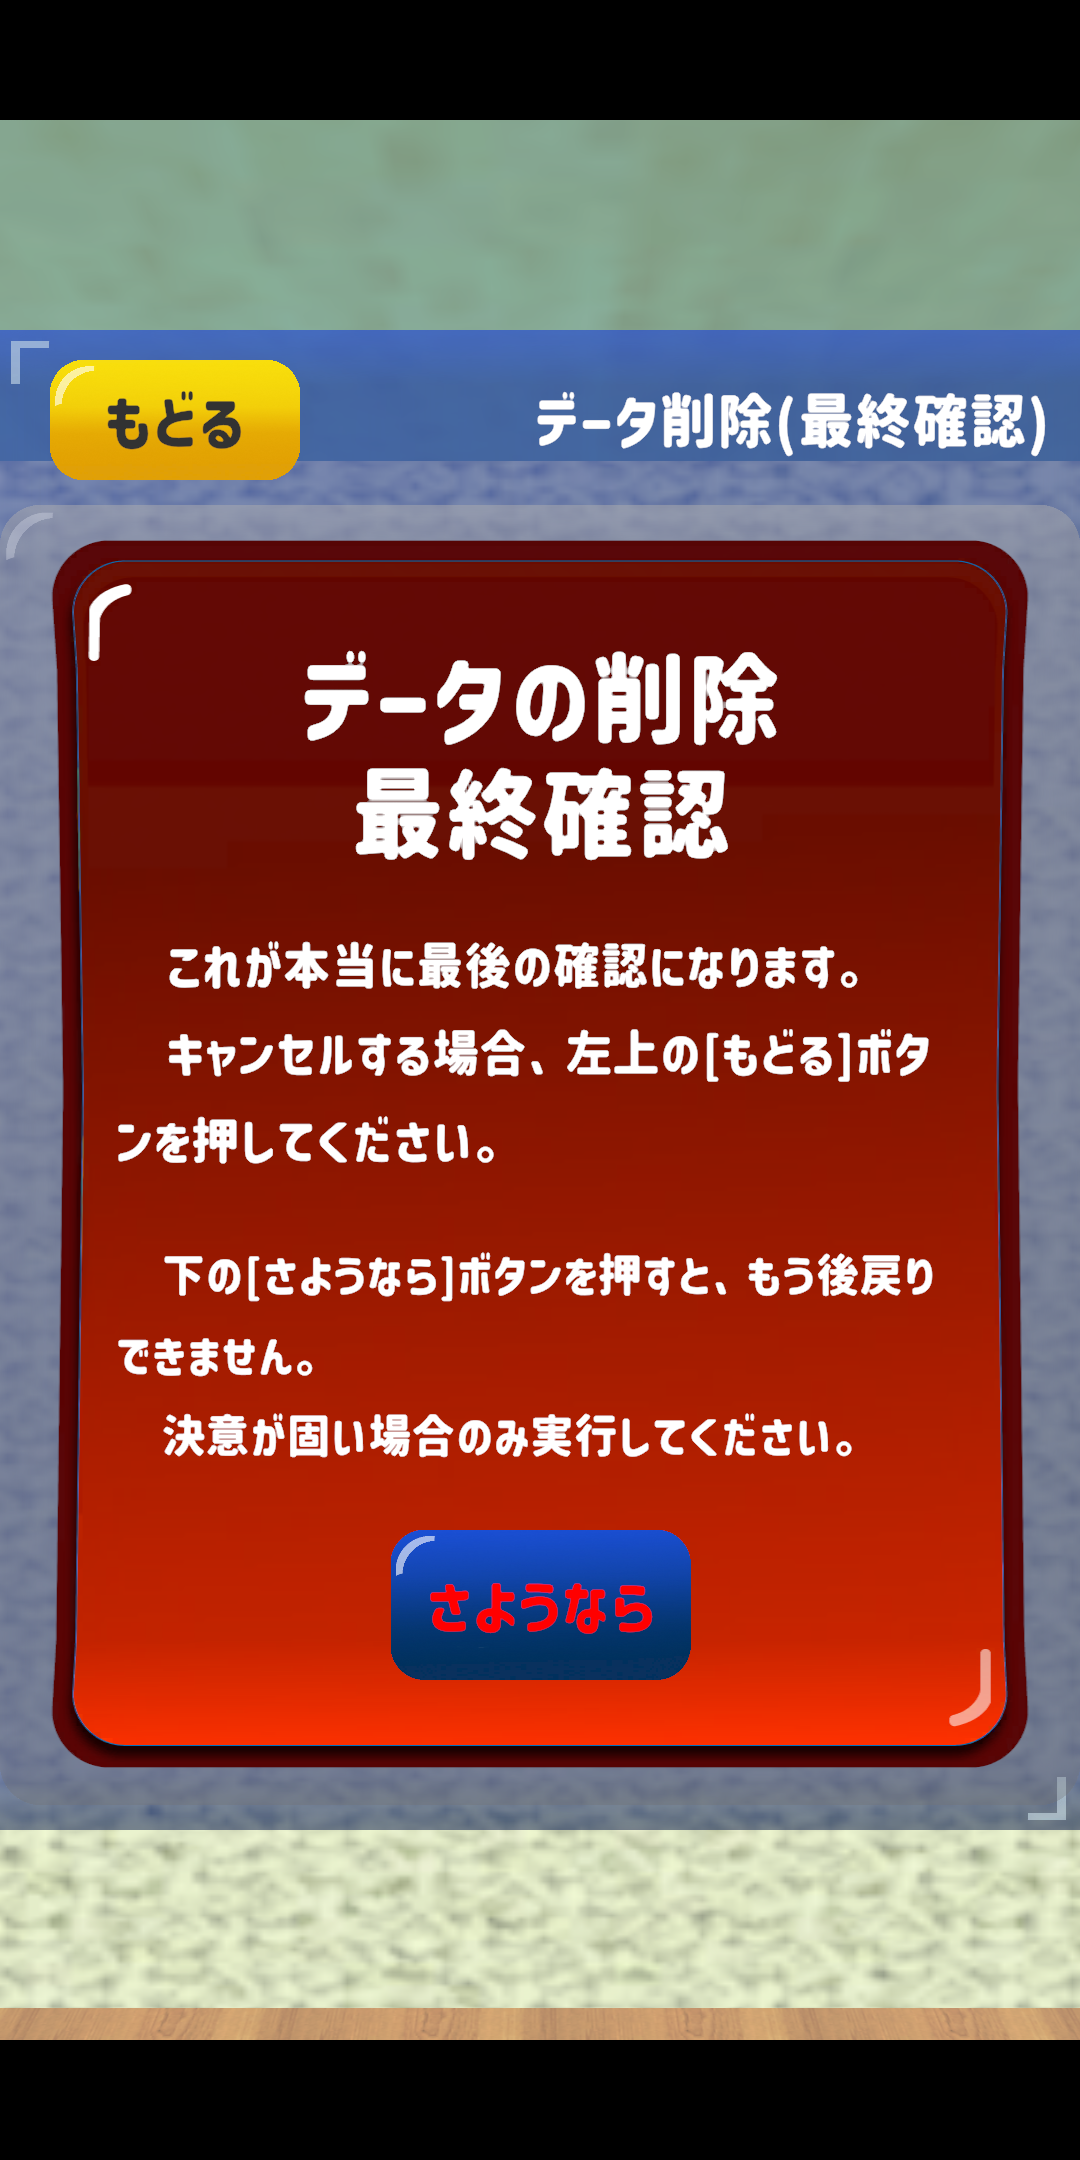 もどる
データ削除(最終確認)
データの削除
最終確認
これが本当に最後の確認になります。
キャンセルする場合、左上の[もどる]ボタ
ンを押してください。
下の[さようなら]ボタンを押すと、もう後戻り
できません。
決意が固い場合のみ実行してください。
さようなら